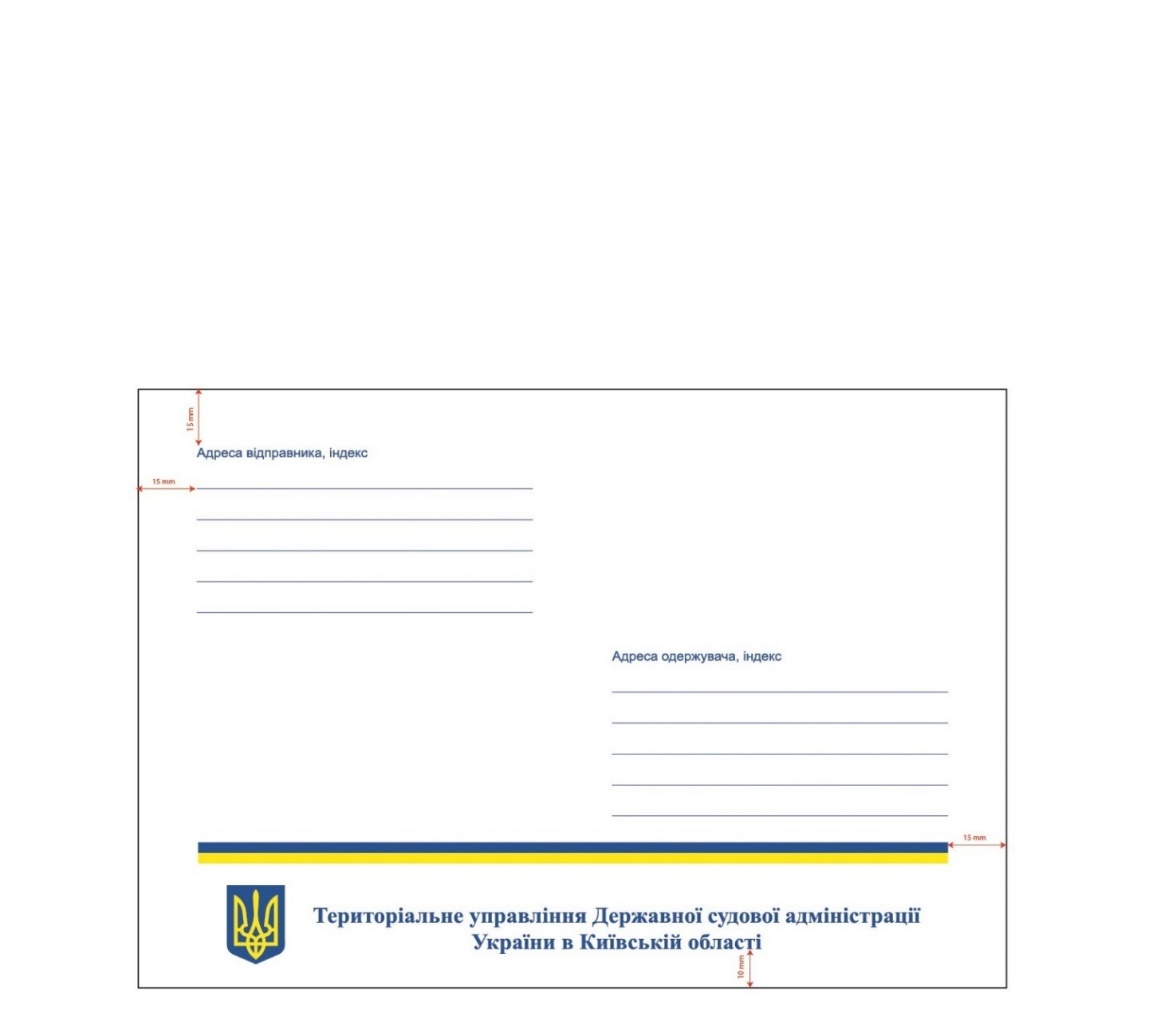 15 mm
Адреса відправника, індекс
15 mm
Адреса одержувача, індекс
15 mm
Територіальне управління Державної судової адміністрації
України в Київській області
10 mm